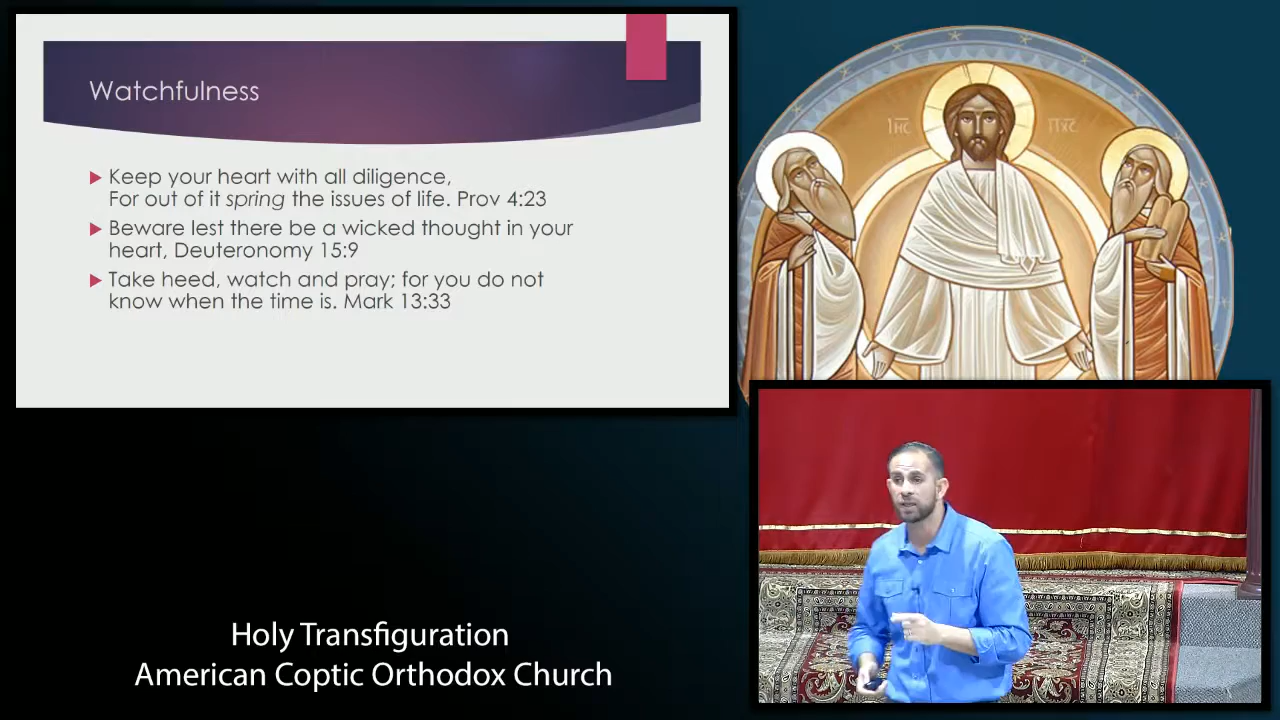 Watchfulness
Keep your heart with all diligence,
For out of it spring the issues of life. Prov 4:23
Beware lest there be a wicked thought in your
heart, Deuteronomy 15:9
Take heed, watch and pray; for you do not
know when the time is. Mark 13:33
Holy Transfiguration
American Coptic Orthodox Church